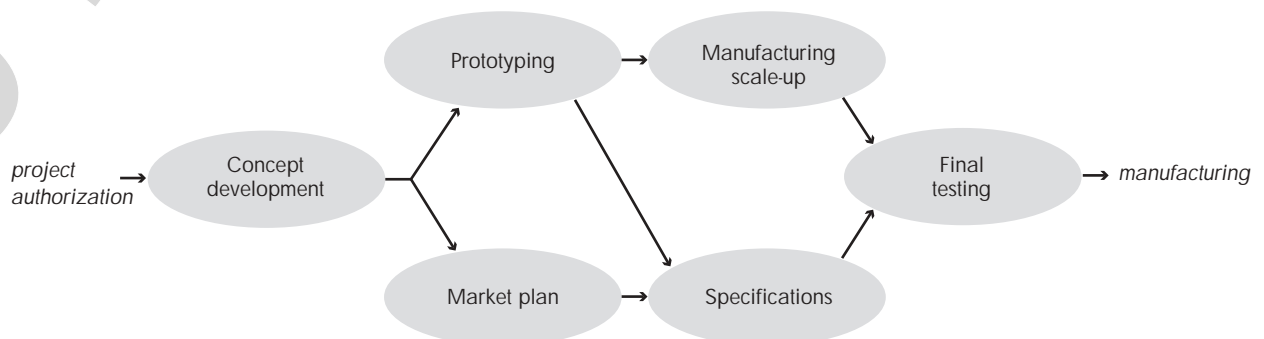 Prototyping
Manufacturing
scale-up
project
authorization
Concept
development
Final
testing
manufacturing
Market plan
Specifications